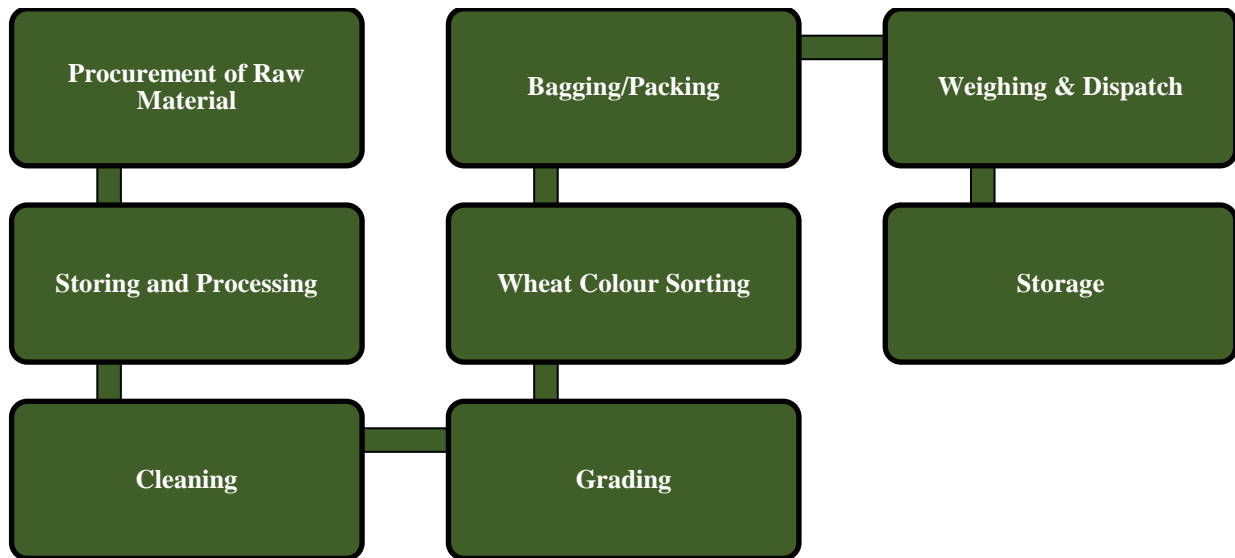 Procurement of Raw
Material
Storing and Processing
Cleaning
Grading
Wheat Colour Sorting
Bagging/Packing
Weighing & Dispatch
Storage